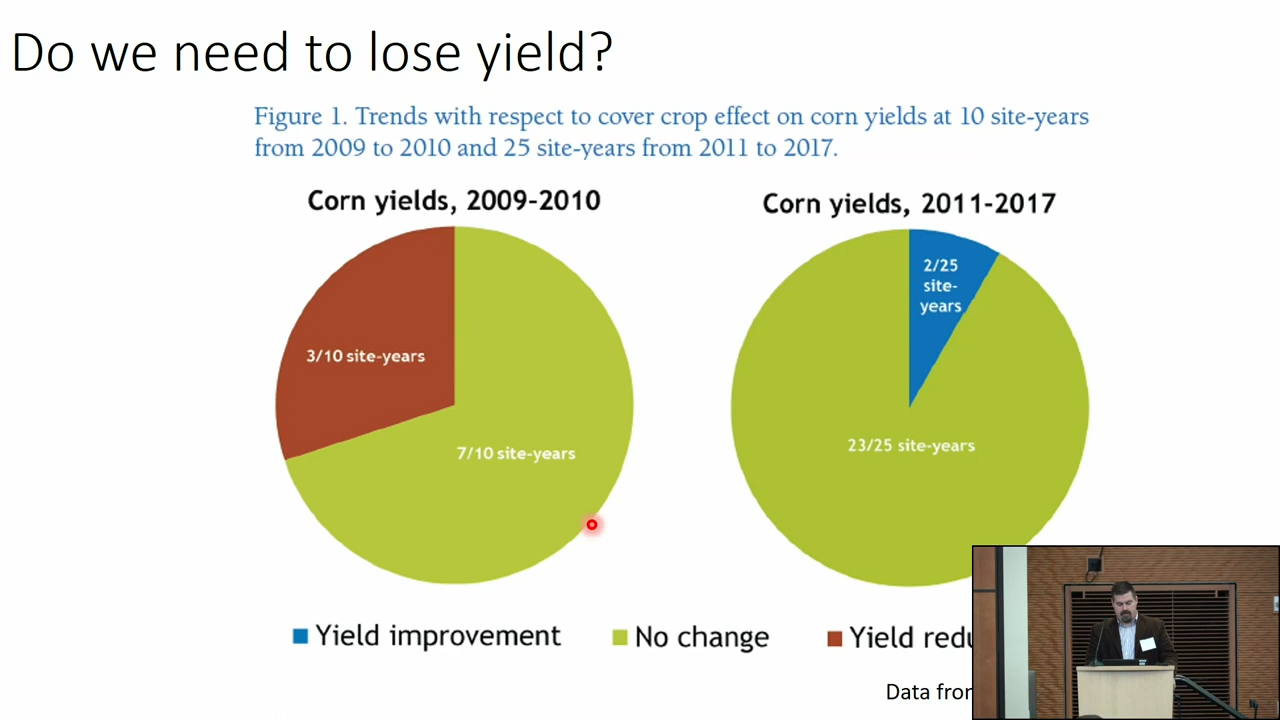 Do we need to lose yield?
Figure 1. Trends with respect to cover crop effect on corn yields at 10 site-years
from 2009 to 2010 and 25 site-years from 2011 to 2017.
Corn yields, 2009-2010
Corn yields, 2011-2017
3/10 site-years
7/10 site-years
2/25
site-
years
23/25 site-years
Yield improvement
No change
Yield
Data